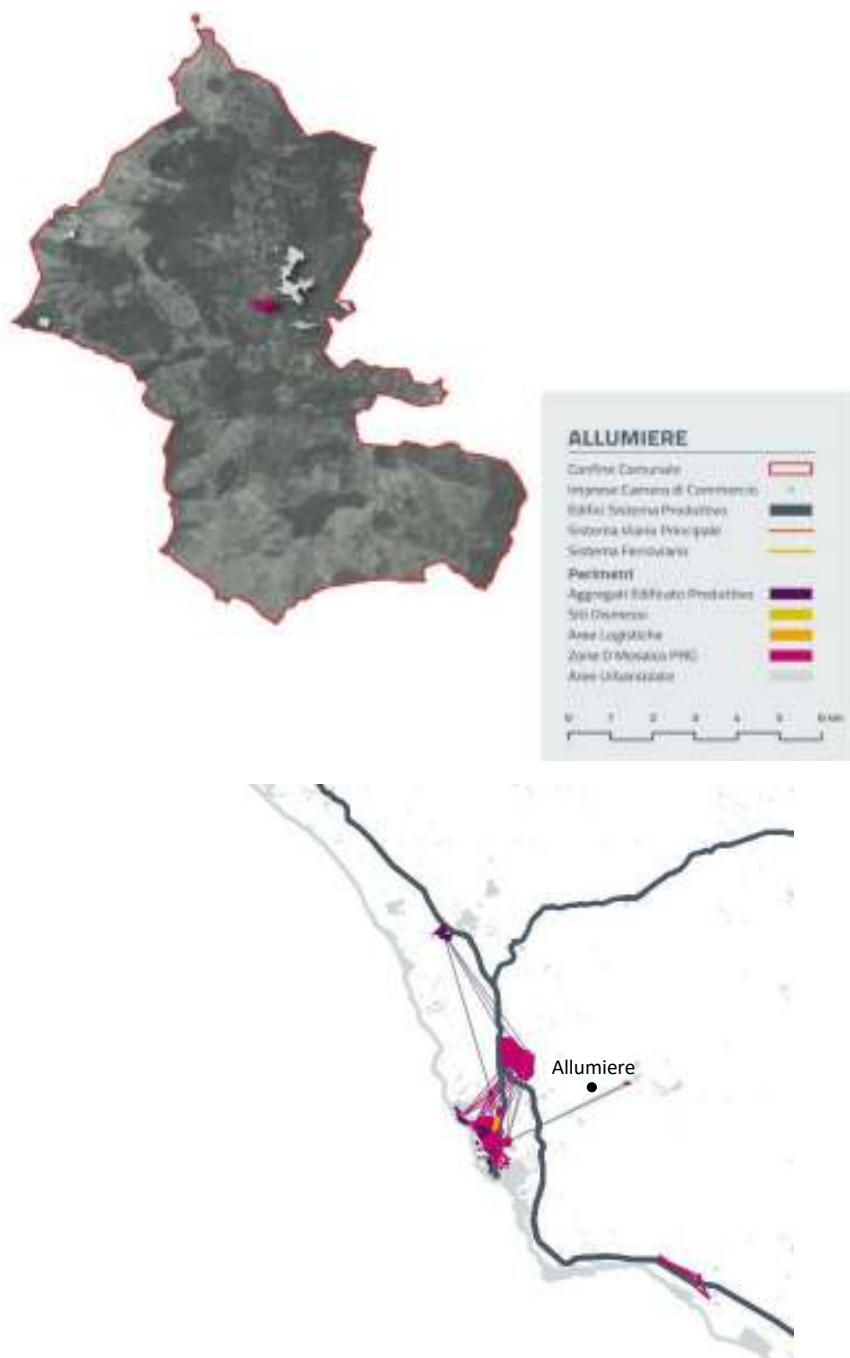 ALLUMIERE
Confine Comunale
Imprese Camera di Commercio
Edifici Sistema Produttivo
Sistema Viario Principale
Sistema Ferroviario
Perimetri
Aggregati Edificato Produttivo
Siti Dismessi
Aree Logistiche
Zone D Mosaico PRG
Aree Urbanizzate
0 1 2 3 4 5 6 km
Allumiere